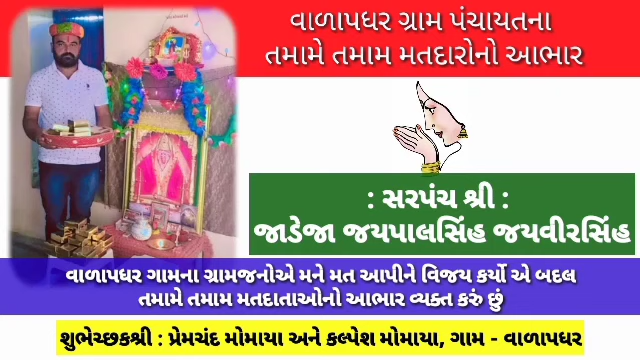 વાળાપધર ગ્રામ પંચાયતના
તમામે તમામ મતદારોનો આભાર
: સરપંચ શ્રી :
જાડેજા જયપાલસિંહ જયવીરસિંહ
વાળાપધર ગામના ગ્રામજનોએ મને મત આપીને વિજય કર્યો એ બદલ
તમામે તમામ મતદાતાઓનો આભાર વ્યક્ત કરું છું
શુભેચ્છકશ્રી : પ્રેમચંદ મોમાયા અને કલ્પેશ મોમાયા, ગામ - વાળાપધર